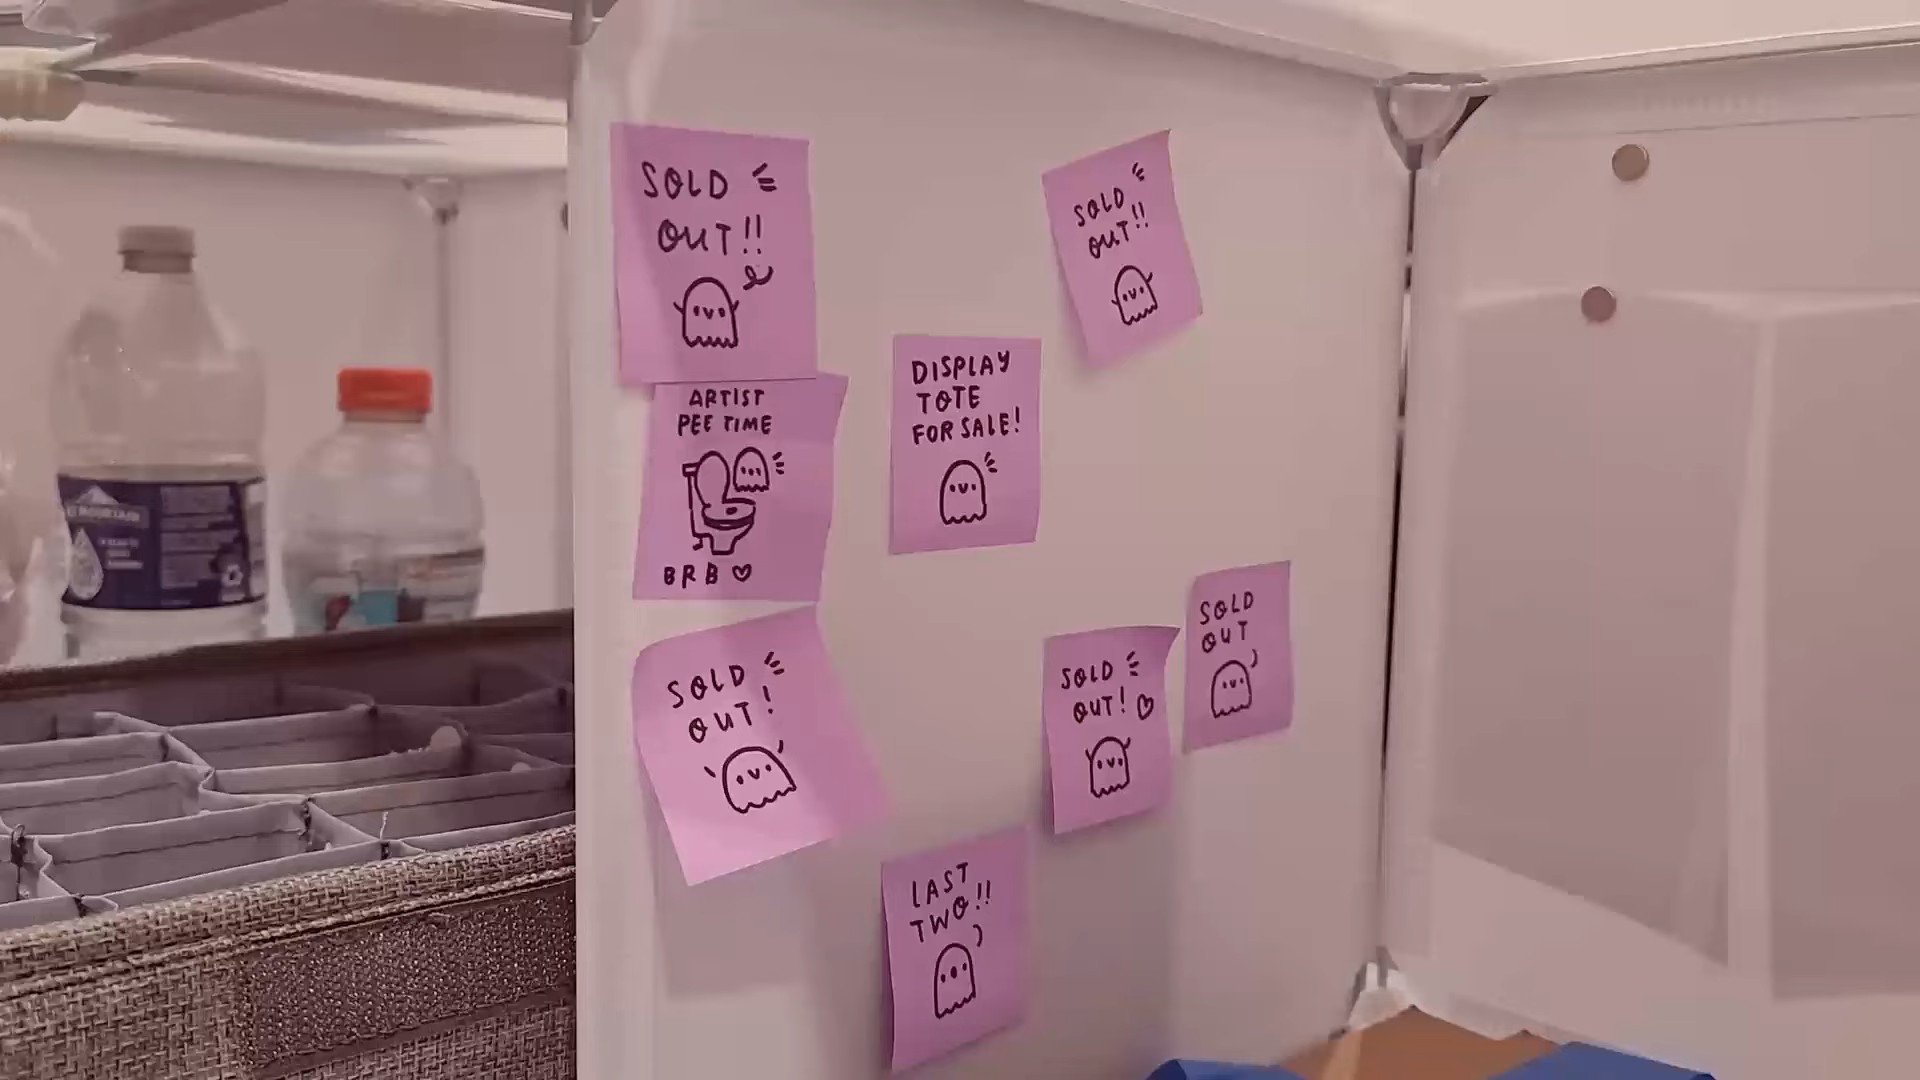 SOLD
OUT!!
SOLD
OUT!!
ARTIST
PEE TIME
BRB
DISPLAY
TOTE
FOR SALE!
SOLD
OUT!
SOLD
OUT!
SOLD
OUT
LAST
TWO!!